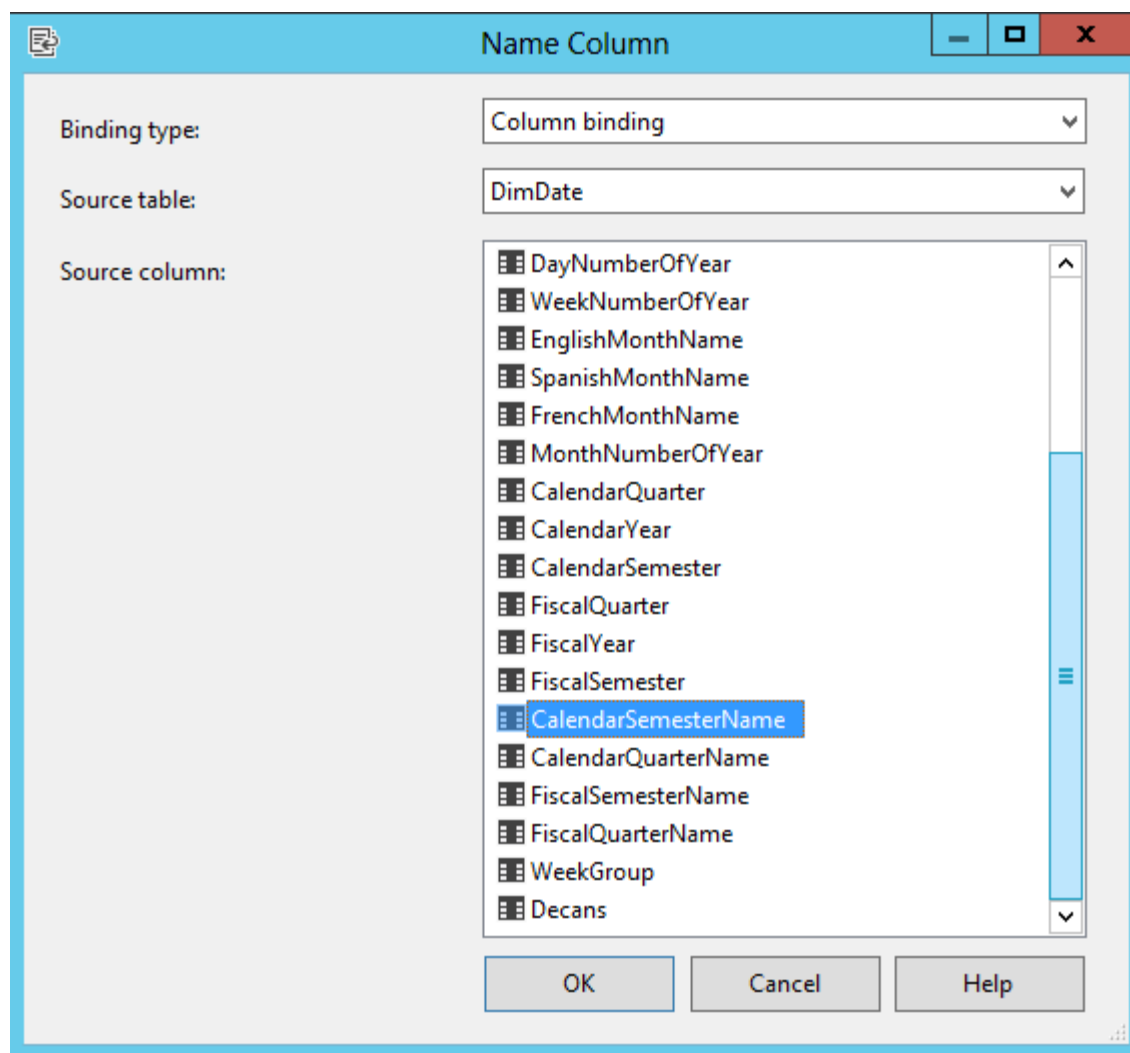 Name Column
Binding type:
Column binding
Source table:
DimDate
Source column:
DayNumberOfYear
WeekNumberOfYear
EnglishMonthName
SpanishMonthName
FrenchMonthName
MonthNumberOfYear
CalendarQuarter
CalendarYear
CalendarSemester
FiscalQuarter
FiscalYear
FiscalSemester
CalendarSemesterName
CalendarQuarterName
FiscalSemesterName
FiscalQuarterName
WeekGroup
Decans
OK
Cancel
Help